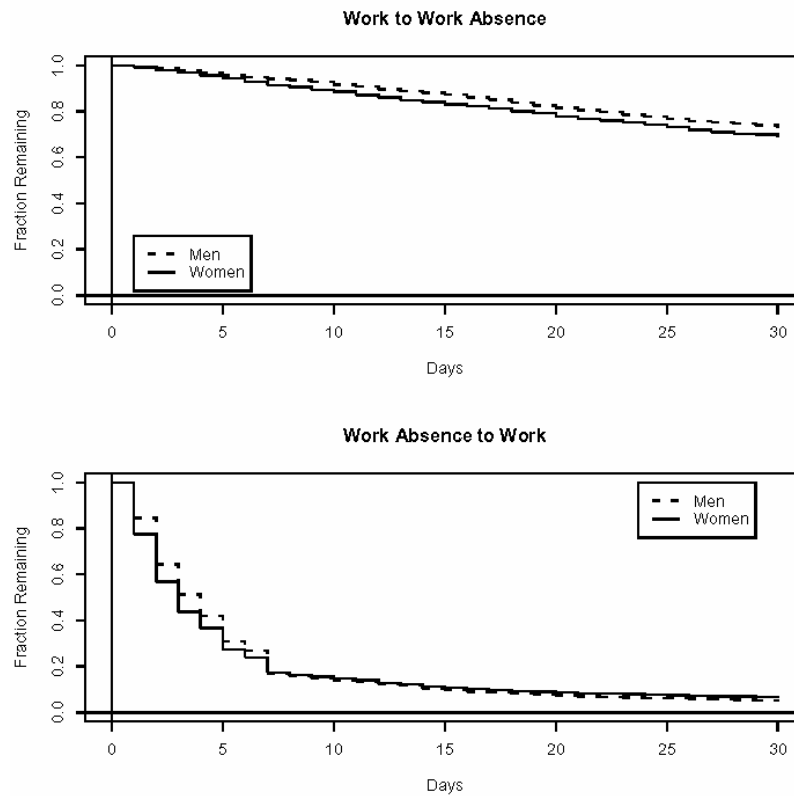 Work to Work Absence
Fraction Remaining
1.0
0.8
0.6
0.4
0.2
0.0
Men
Women
0 5 10 15 20 25 30
Days
Work Absence to Work
Fraction Remaining
1.0
0.8
0.6
0.4
0.2
0.0
Men
Women
0 5 10 15 20 25 30
Days